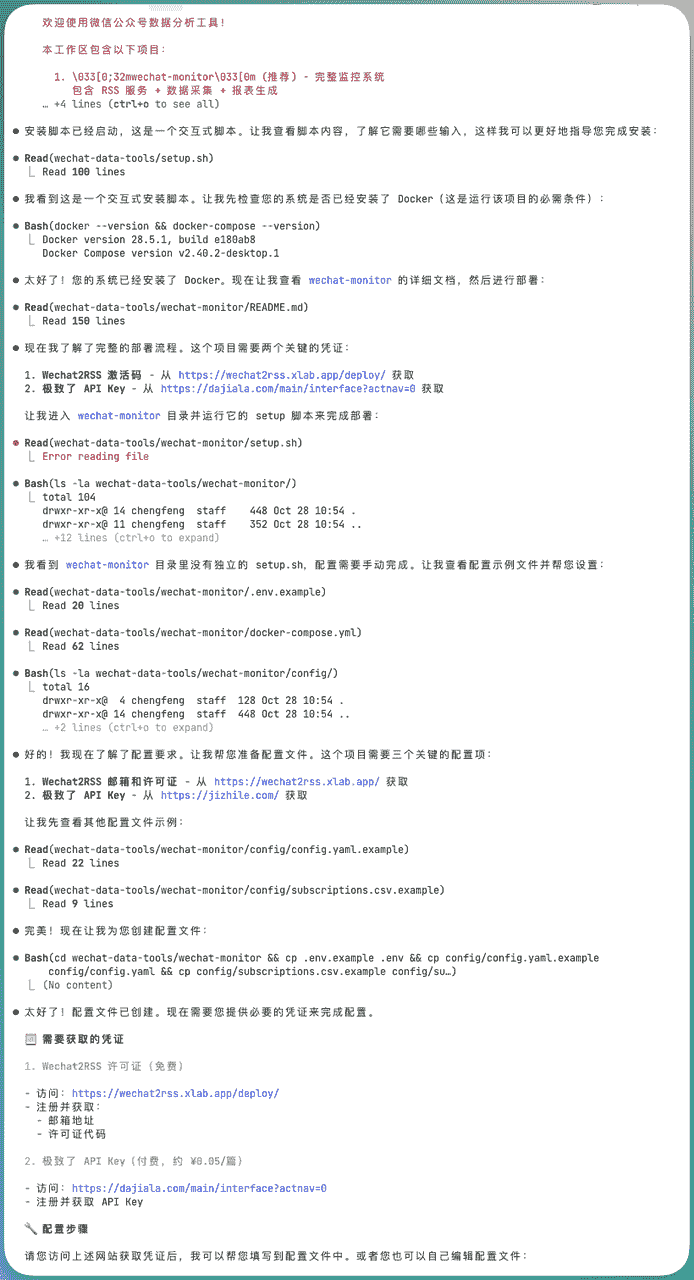 欢迎使用微信公众号数据分析工具！
本工作区包含以下项目：
1. \033[0;32mwechat-monitor\033[0m (推荐) - 完整监控系统
包含 RSS 服务 + 数据采集 + 报表生成
… +4 lines (ctrl+o to see all)
● 安装脚本已经启动，这是一个交互式脚本。让我查看脚本内容，了解它需要哪些输入，这样我可以更好地指导您完成安装：
● Read(wechat-data-tools/setup.sh)
⎿ Read 100 lines
● 我看到这是一个交互式安装脚本。让我先检查您的系统是否已经安装了 Docker（这是运行该项目的必需条件）：
● Bash(docker --version && docker-compose --version)
⎿ Docker version 28.5.1, build e180ab8
Docker Compose version v2.40.2-desktop.1
● 太好了！您的系统已经安装了 Docker。现在让我查看 wechat-monitor 的详细文档，然后进行部署：
● Read(wechat-data-tools/wechat-monitor/README.md)
⎿ Read 150 lines
● 现在我了解了完整的部署流程。这个项目需要两个关键的凭证：
1. Wechat2RSS 激活码 - 从 https://wechat2rss.xlab.app/deploy/ 获取
2. 极致了 API Key - 从 https://dajiala.com/main/interface?actnav=0 获取
让我进入 wechat-monitor 目录并运行它的 setup 脚本来完成部署：
● Read(wechat-data-tools/wechat-monitor/setup.sh)
⎿ Error reading file
● Bash(ls -la wechat-data-tools/wechat-monitor/)
⎿ total 104
drwxr-xr-x@ 14 chengfeng  staff    448 Oct 28 10:54 .
drwxr-xr-x@ 11 chengfeng  staff    352 Oct 28 10:54 ..
… +12 lines (ctrl+o to expand)
● 我看到 wechat-monitor 目录里没有独立的 setup.sh，配置需要手动完成。让我查看配置示例文件并帮您设置：
● Read(wechat-data-tools/wechat-monitor/.env.example)
⎿ Read 20 lines
● Read(wechat-data-tools/wechat-monitor/docker-compose.yml)
⎿ Read 62 lines
● Bash(ls -la wechat-data-tools/wechat-monitor/config/)
⎿ total 16
drwxr-xr-x@  4 chengfeng  staff  128 Oct 28 10:54 .
drwxr-xr-x@ 14 chengfeng  staff  448 Oct 28 10:54 ..
… +2 lines (ctrl+o to expand)
● 好的！我现在了解了配置要求。让我帮您准备配置文件。这个项目需要三个关键的配置项：
1. Wechat2RSS 邮箱和许可证 - 从 https://wechat2rss.xlab.app/ 获取
2. 极致了 API Key - 从 https://jizhile.com/ 获取
让我先查看其他配置文件示例：
● Read(wechat-data-tools/wechat-monitor/config/config.yaml.example)
⎿ Read 22 lines
● Read(wechat-data-tools/wechat-monitor/config/subscriptions.csv.example)
⎿ Read 9 lines
● 完美！现在让我为您创建配置文件：
● Bash(cd wechat-data-tools/wechat-monitor && cp .env.example .env && cp config/config.yaml.example
config/config.yaml && cp config/subscriptions.csv.example config/su…)
⎿ (No content)
● 太好了！配置文件已创建。现在需要您提供必要的凭证来完成配置。
需要获取的凭证
1. Wechat2RSS 许可证（免费）
- 访问：https://wechat2rss.xlab.app/deploy/
- 注册并获取：
- 邮箱地址
- 许可证代码
2. 极致了 API Key（付费，约 ¥0.05/篇）
- 访问：https://dajiala.com/main/interface?actnav=0
- 注册并获取 API Key
🔧 配置步骤
请您访问上述网站获取凭证后，我可以帮您填写到配置文件中。或者您也可以自己编辑配置文件：